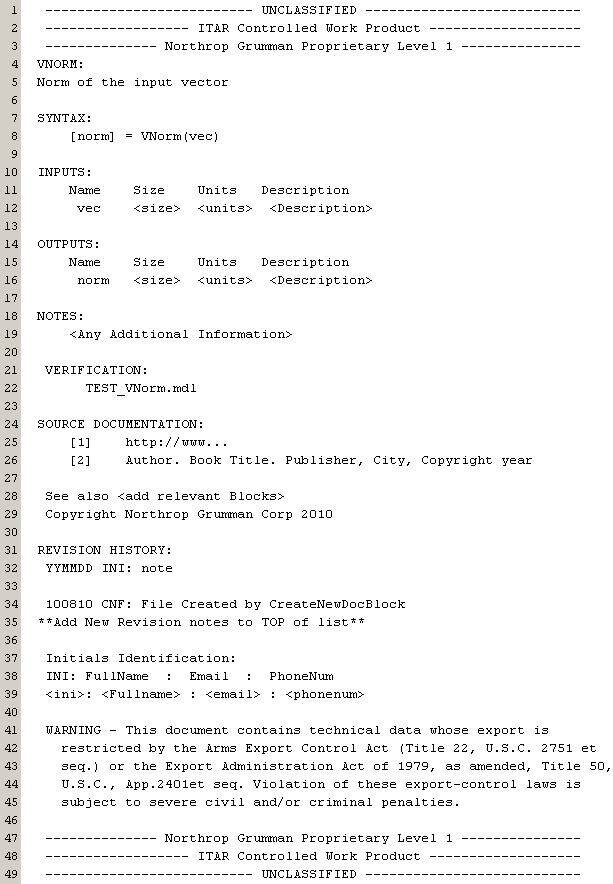 1 -------------------------- UNCLASSIFIED ----------------------------
2 ------------------ ITAR Controlled Work Product -------------------
3 -------------- Northrop Grumman Proprietary Level 1 ---------------
4 VNORM:
5 Norm of the input vector
6
7 SYNTAX:
8 [norm] = VNorm(vec)
9
10 INPUTS:
11 Name Size Units Description
12 vec <size> <units> <Description>
13
14 OUTPUTS:
15 Name Size Units Description
16 norm <size> <units> <Description>
17
18 NOTES:
19 <Any Additional Information>
20
21 VERIFICATION:
22 TEST_VNorm.mdl
23
24 SOURCE DOCUMENTATION:
25 [1] http://www...
26 [2] Author. Book Title. Publisher, City, Copyright year
27
28 See also <add relevant Blocks>
29 Copyright Northrop Grumman Corp 2010
30
31 REVISION HISTORY:
32 YYMMDD INI: note
33
34 100810 CNF: File Created by CreateNewDocBlock
35 **Add New Revision notes to TOP of list**
36
37 Initials Identification:
38 INI: FullName : Email : PhoneNum
39 <ini>: <Fullname> : <email> : <phonenum>
40
41 WARNING - This document contains technical data whose export is
42 restricted by the Arms Export Control Act (Title 22, U.S.C. 2751 et
43 seq.) or the Export Administration Act of 1979, as amended, Title 50,
44 U.S.C., App.2401et seq. Violation of these export-control laws is
45 subject to severe civil and/or criminal penalties.
46
47 -------------- Northrop Grumman Proprietary Level 1 ---------------
48 ------------------ ITAR Controlled Work Product -------------------
49 -------------------------- UNCLASSIFIED ----------------------------